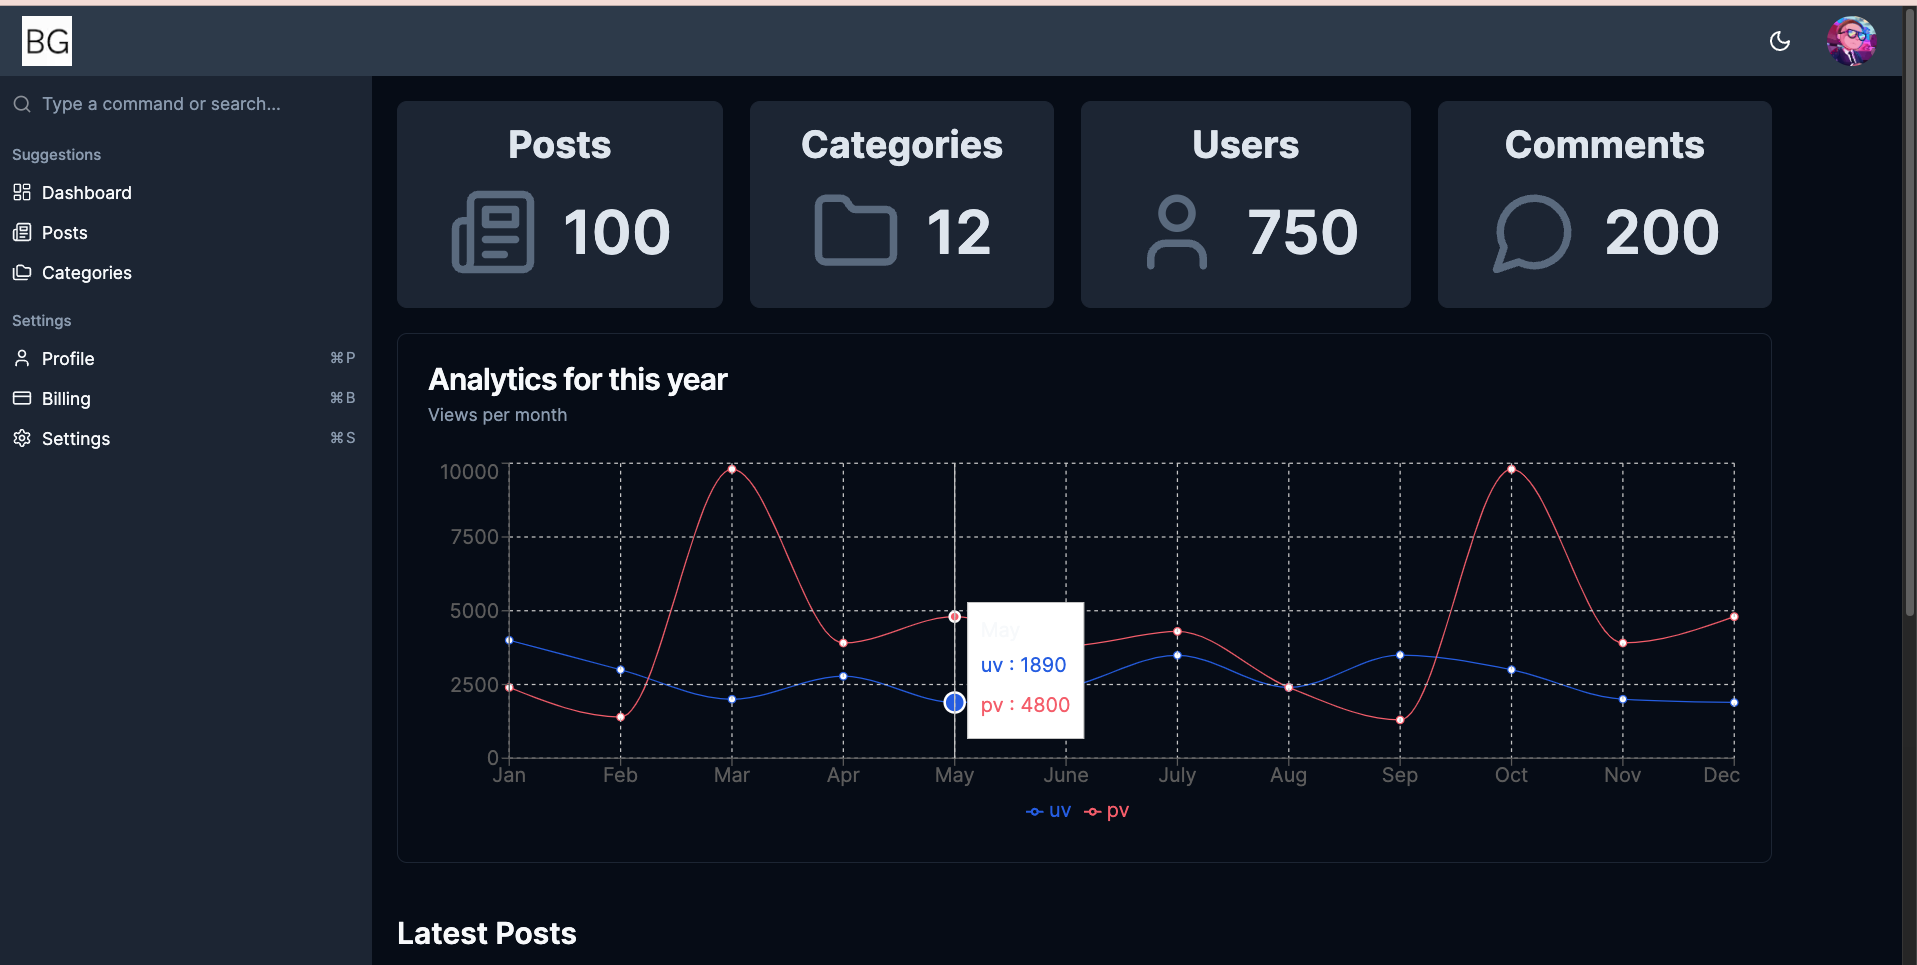 BG
Type a command or search...
Suggestions
Dashboard
Posts
Categories
Settings
Profile ⌘P
Billing ⌘B
Settings ⌘S
Posts
100
Categories
12
Users
750
Comments
200
Analytics for this year
Views per month
10000
7500
5000
2500
0
May
uv : 1890
pv : 4800
Jan Feb Mar Apr May June July Aug Sep Oct Nov Dec
uv pv
Latest Posts